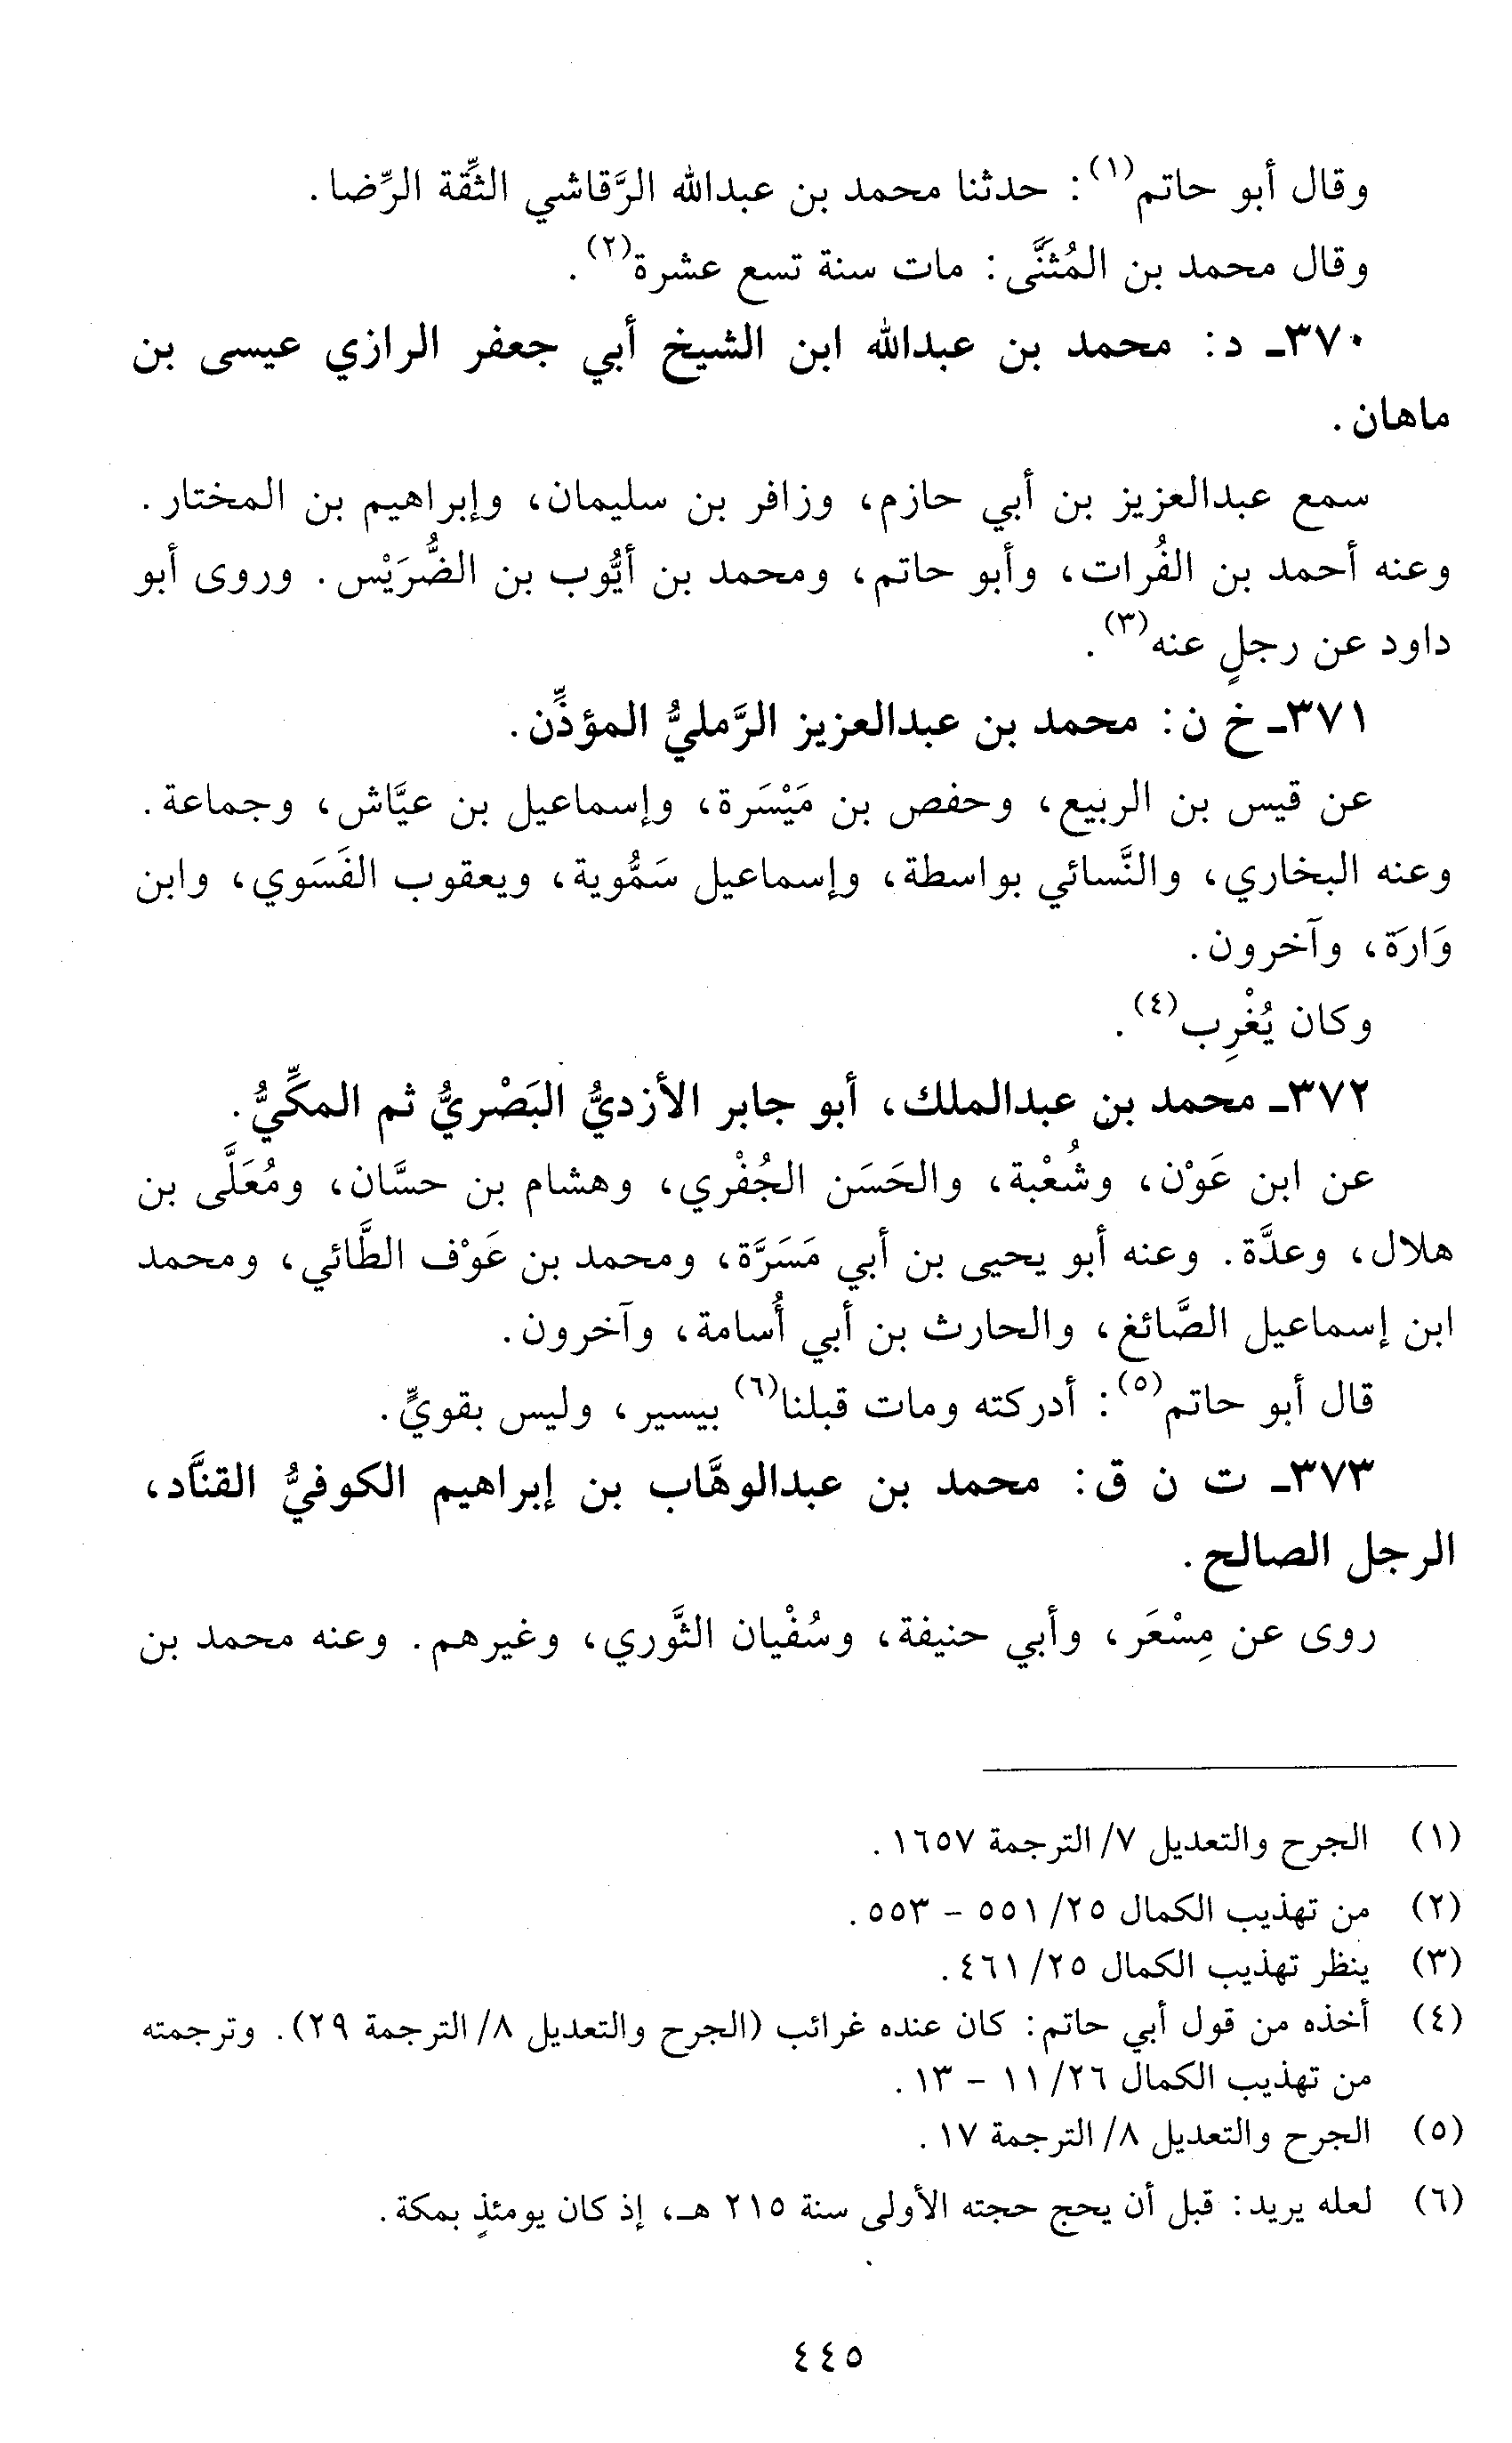 وقال أبو حاتم(١): حدثنا محمد بن عبدالله الرَّقاشي الثِّقة الرِّضا.
وقال محمد بن المُثنَّى: مات سنة تسع عشرة(٢).
٣٧٠ـ د: محمد بن عبدالله ابن الشيخ أبي جعفر الرازي عيسى بن
ماهان.
سمع عبدالعزيز بن أبي حازم، وزافر بن سليمان، وإبراهيم بن المختار.
وعنه أحمد بن الفُرات، وأبو حاتم، ومحمد بن أيُّوب بن الضُّرَيْس. وروى أبو
داود عن رجلٍ عنه(٣).
٣٧١ـ خ ن: محمد بن عبدالعزيز الرَّمليُّ المؤذِّن.
عن قيس بن الربيع، وحفص بن مَيْسَرة، وإسماعيل بن عيَّاش، وجماعة.
وعنه البخاري، والنَّسائي بواسطة، وإسماعيل سَمُّوية، ويعقوب الفَسَوي، وابن
وَارَة، وآخرون.
وكان يُغْرِب(٤).
٣٧٢ـ محمد بن عبدالملك، أبو جابر الأزديُّ البَصْريُّ ثم المكِّيُّ.
عن ابن عَوْن، وشُعْبة، والحَسَن الجُفْري، وهشام بن حسَّان، ومُعَلَّى بن
هلال، وعدَّة. وعنه أبو يحيى بن أبي مَسَرَّة، ومحمد بن عَوْف الطَّائي، ومحمد
ابن إسماعيل الصَّائغ، والحارث بن أبي أُسامة، وآخرون.
قال أبو حاتم(٥): أدركته ومات قبلنا(٦) بيسير، وليس بقويٍّ.
٣٧٣ـ ت ن ق: محمد بن عبدالوهَّاب بن إبراهيم الكوفيُّ القنَّاد،
الرجل الصالح.
روى عن مِسْعَر، وأبي حنيفة، وسُفْيان الثَّوري، وغيرهم. وعنه محمد بن
(١) الجرح والتعديل ٧/ الترجمة ١٦٥٧.
(٢) من تهذيب الكمال ٢٥/ ٥٥١ - ٥٥٣.
(٣) ينظر تهذيب الكمال ٢٥/ ٤٦١.
(٤) أخذه من قول أبي حاتم: كان عنده غرائب (الجرح والتعديل ٨/ الترجمة ٢٩). وترجمته
من تهذيب الكمال ٢٦/ ١١ - ١٣.
(٥) الجرح والتعديل ٨/ الترجمة ١٧.
(٦) لعله يريد: قبل أن يحج حجته الأولى سنة ٢١٥ هـ، إذ كان يومئذٍ بمكة.
٤٤٥